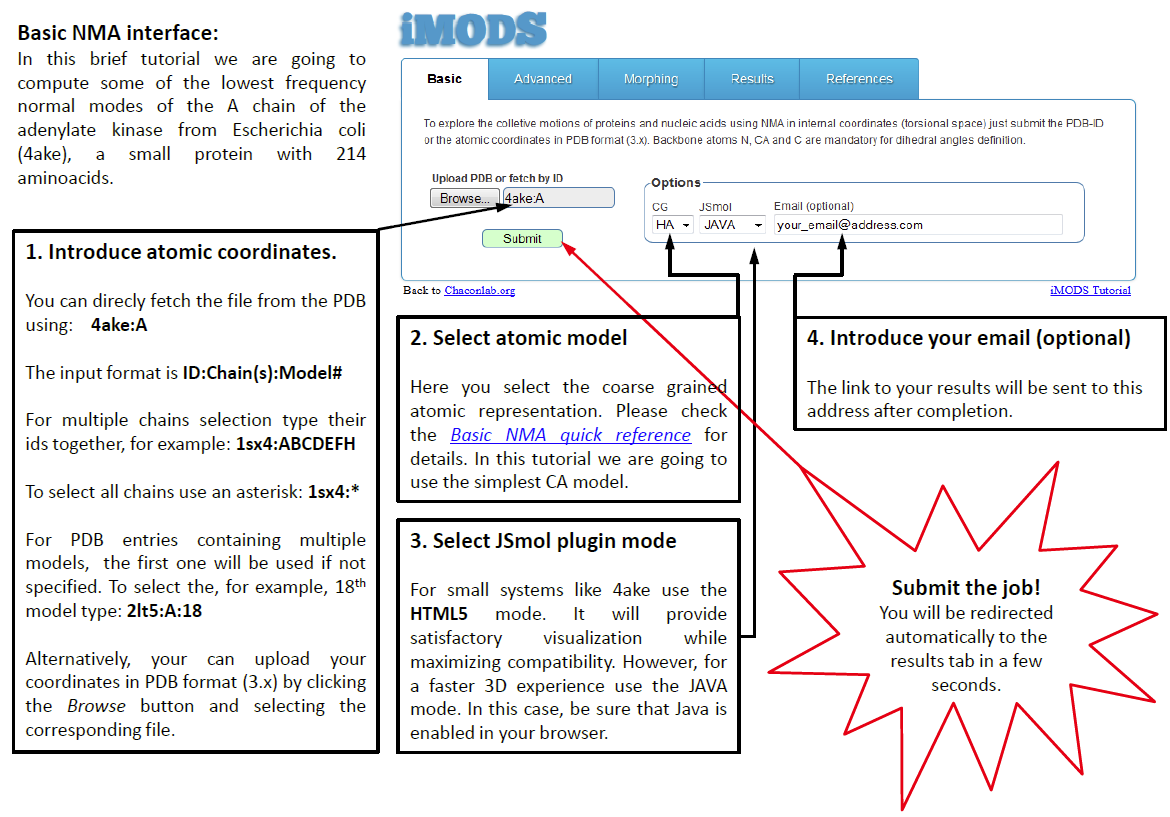 Basic NMA interface:
In this brief tutorial we are going to
compute some of the lowest frequency
normal modes of the A chain of the
adenylate kinase from Escherichia coli
(4ake), a small protein with 214
aminoacids.
iMODS
Basic Advanced Morphing Results References
To explore the colletive motions of proteins and nucleic acids using NMA in internal coordinates (torsional space) just submit the PDB-ID
or the atomic coordinates in PDB format (3.x). Backbone atoms N, CA and C are mandatory for dihedral angles definition.
Upload PDB or fetch by ID
Browse... 4ake:A
Submit
Options
CG JSmol Email (optional)
HA JAVA your_email@address.com
Back to Chaconlab.org
iMODS Tutorial
1. Introduce atomic coordinates.
You can direcly fetch the file from the PDB
using: 4ake:A
The input format is ID:Chain(s):Model#
For multiple chains selection type their
ids together, for example: 1sx4:ABCDEFH
To select all chains use an asterisk: 1sx4:*
For PDB entries containing multiple
models, the first one will be used if not
specified. To select the, for example, 18th
model type: 2lt5:A:18
Alternatively, your can upload your
coordinates in PDB format (3.x) by clicking
the Browse button and selecting the
corresponding file.
2. Select atomic model
Here you select the coarse grained
atomic representation. Please check
the Basic NMA quick reference for
details. In this tutorial we are going to
use the simplest CA model.
3. Select JSmol plugin mode
For small systems like 4ake use the
HTML5 mode. It will provide
satisfactory visualization while
maximizing compatibility. However, for
a faster 3D experience use the JAVA
mode. In this case, be sure that Java is
enabled in your browser.
4. Introduce your email (optional)
The link to your results will be sent to this
address after completion.
Submit the job!
You will be redirected
automatically to the
results tab in a few
seconds.